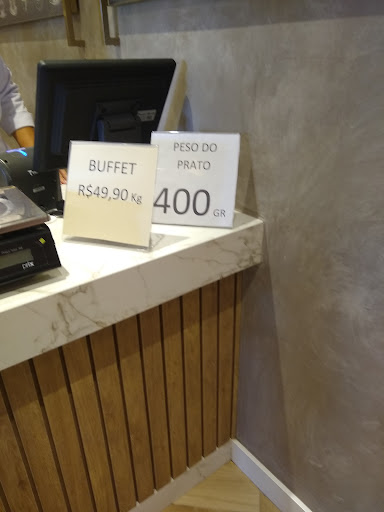 BUFFET
R$49,90 Kg
PESO DO
PRATO
400 GR